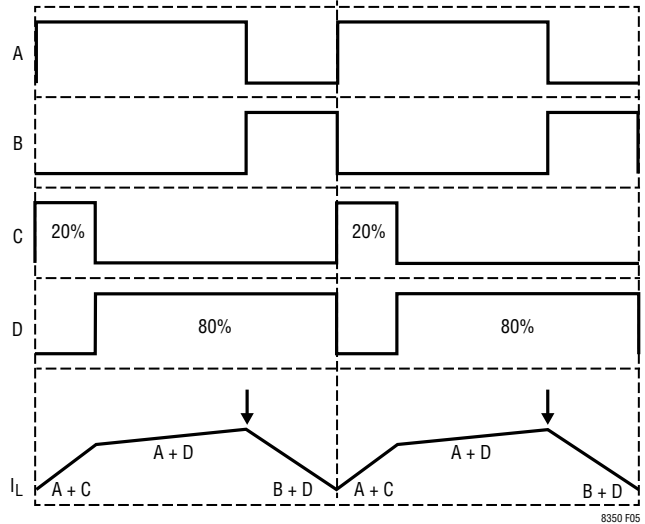 A
B
C
20%
20%
D
80%
80%
A + D
A + D
I_L
A + C
B + D
A + C
B + D
8350 F05